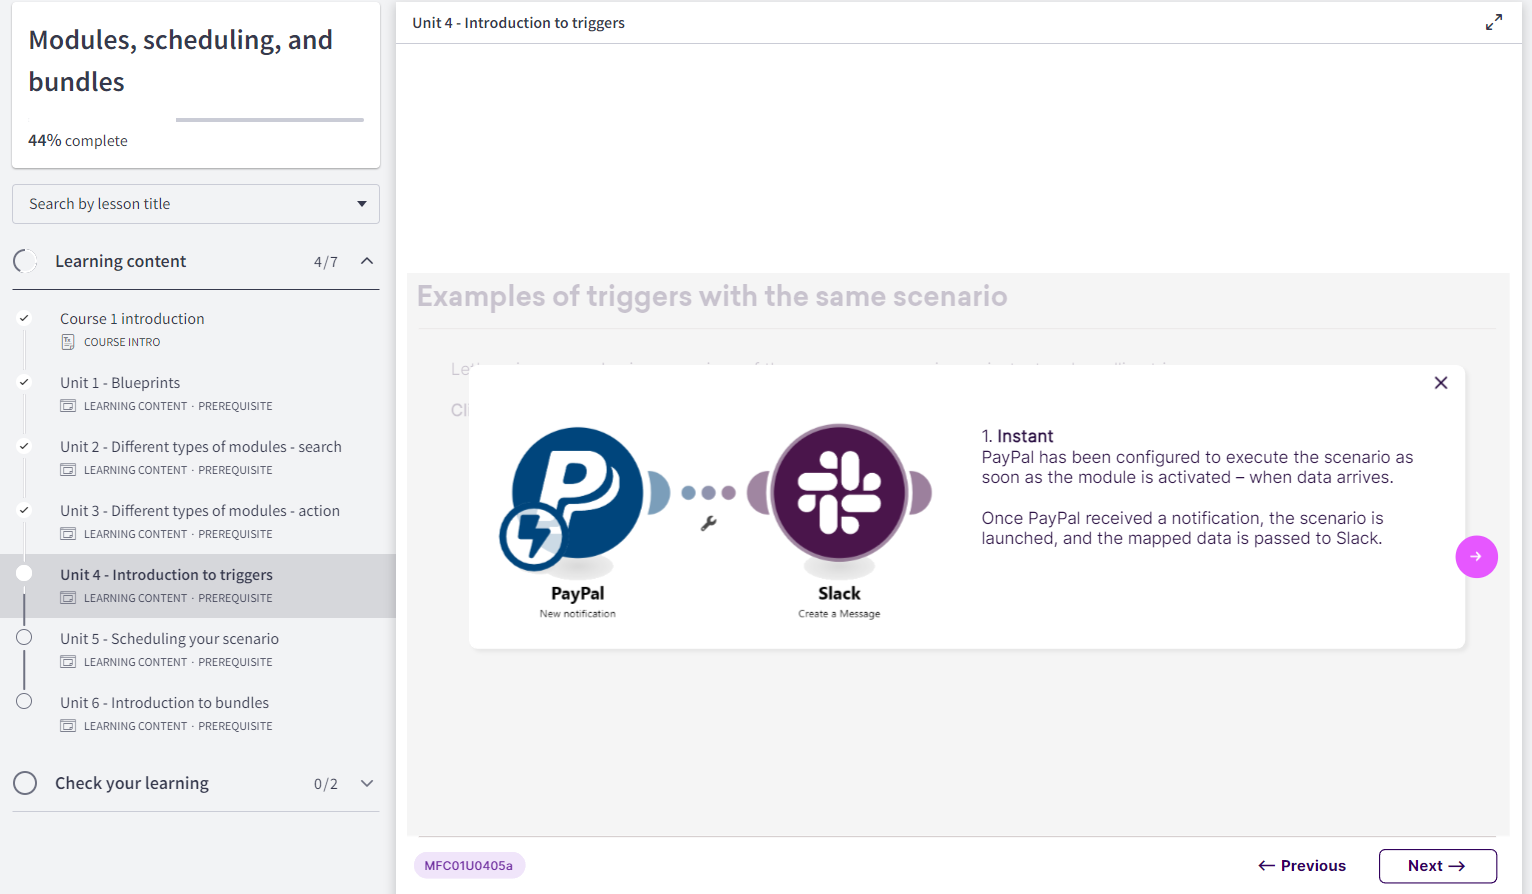 Modules, scheduling, and
bundles
44% complete
Search by lesson title
Learning content 4/7
Course 1 introduction
COURSE INTRO
Unit 1 - Blueprints
LEARNING CONTENT · PREREQUISITE
Unit 2 - Different types of modules - search
LEARNING CONTENT · PREREQUISITE
Unit 3 - Different types of modules - action
LEARNING CONTENT · PREREQUISITE
Unit 4 - Introduction to triggers
LEARNING CONTENT · PREREQUISITE
Unit 5 - Scheduling your scenario
LEARNING CONTENT · PREREQUISITE
Unit 6 - Introduction to bundles
LEARNING CONTENT · PREREQUISITE
Check your learning 0/2
Unit 4 - Introduction to triggers
Examples of triggers with the same scenario
PayPal
New notification
Slack
Create a Message
1. Instant
PayPal has been configured to execute the scenario as
soon as the module is activated – when data arrives.
Once PayPal received a notification, the scenario is
launched, and the mapped data is passed to Slack.
MFC01U0405a
← Previous
Next →